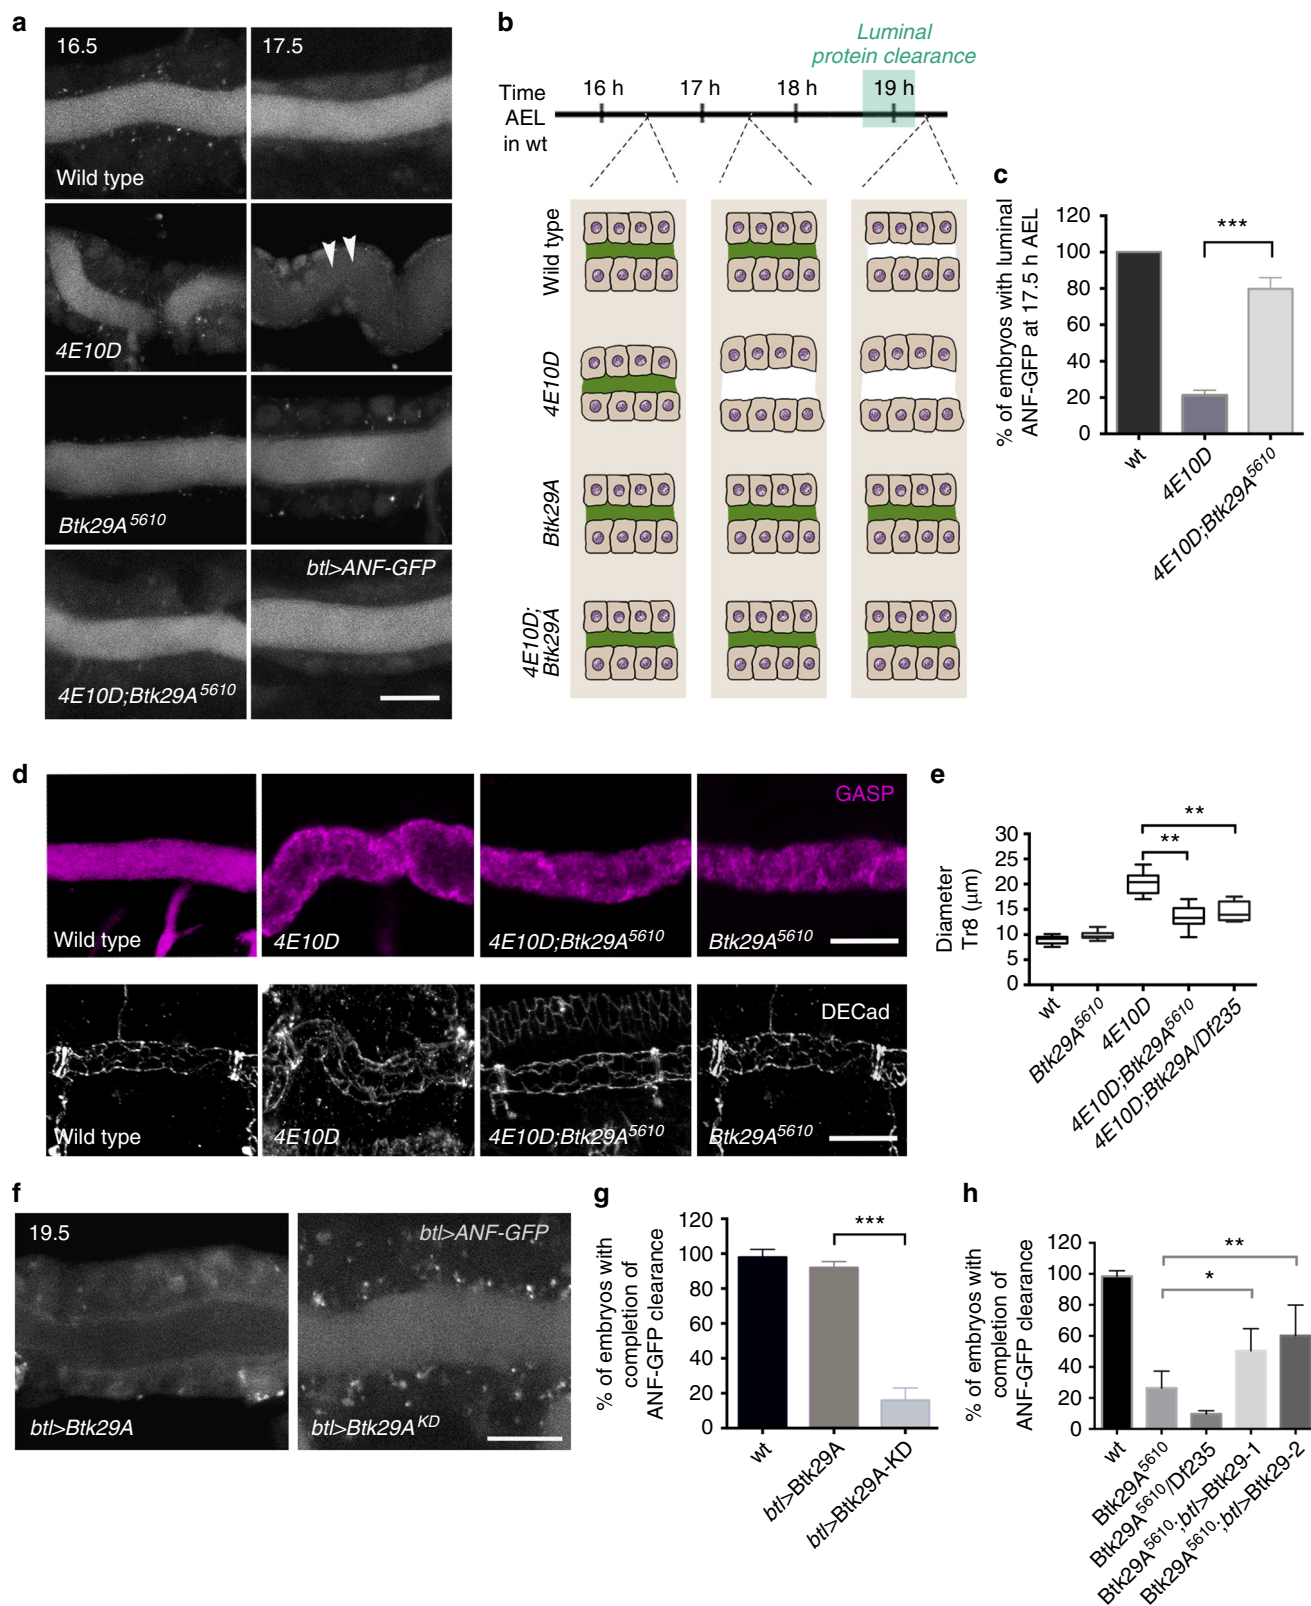 a
16.5
17.5
Wild type
4E10D
Btk29A5610
btl>ANF-GFP
4E10D;Btk29A5610
b
Luminal
protein clearance
Time
AEL
in wt
16 h
17 h
18 h
19 h
Wild type
4E10D
Btk29A
4E10D;
Btk29A
c
% of embryos with luminal
ANF-GFP at 17.5 h AEL
120
100
80
60
40
20
0
***
wt
4E10D
4E10D;Btk29A5610
d
GASP
Wild type
4E10D
4E10D;Btk29A5610
Btk29A5610
DECad
Wild type
4E10D
4E10D;Btk29A5610
Btk29A5610
e
Diameter
Tr8 (μm)
30
25
20
15
10
5
0
**
**
wt
Btk29A5610
4E10D
4E10D;Btk29A5610
4E10D;Btk29A/Df235
f
19.5
btl>ANF-GFP
btl>Btk29A
btl>Btk29AKD
g
% of embryos with
completion of
ANF-GFP clearance
120
100
80
60
40
20
0
***
wt
btl>Btk29A
btl>Btk29A-KD
h
% of embryos with
completion of
ANF-GFP clearance
120
100
80
60
40
20
0
**
*
wt
Btk29A5610
Btk29A5610/Df235
Btk29A5610;btl>Btk29-1
Btk29A5610;btl>Btk29-2